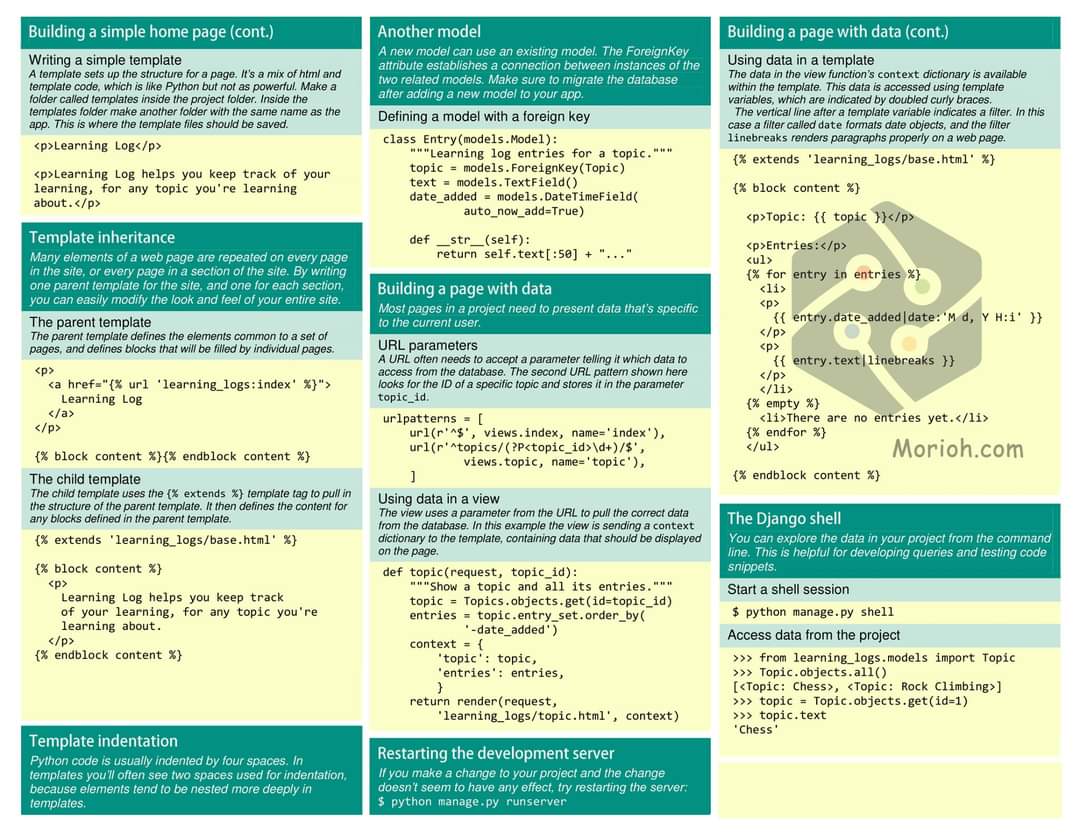 Building a simple home page (cont.)
Writing a simple template
A template sets up the structure for a page. It's a mix of html and
template code, which is like Python but not as powerful. Make a
folder called templates inside the project folder. Inside the
templates folder make another folder with the same name as the
app. This is where the template files should be saved.
<p>Learning Log</p>

<p>Learning Log helps you keep track of your
learning, for any topic you're learning
about.</p>
Template inheritance
Many elements of a web page are repeated on every page
in the site, or every page in a section of the site. By writing
one parent template for the site, and one for each section,
you can easily modify the look and feel of your entire site.
The parent template
The parent template defines the elements common to a set of
pages, and defines blocks that will be filled by individual pages.
<p>
  <a href="{% url 'learning_logs:index' %}">
    Learning Log
  </a>
</p>

{% block content %}{% endblock content %}
The child template
The child template uses the {% extends %} template tag to pull in
the structure of the parent template. It then defines the content for
any blocks defined in the parent template.
{% extends 'learning_logs/base.html' %}

{% block content %}
  <p>
    Learning Log helps you keep track
    of your learning, for any topic you're
    learning about.
  </p>
{% endblock content %}
Template indentation
Python code is usually indented by four spaces. In
templates you'll often see two spaces used for indentation,
because elements tend to be nested more deeply in
templates.
Another model
A new model can use an existing model. The ForeignKey
attribute establishes a connection between instances of the
two related models. Make sure to migrate the database
after adding a new model to your app.
Defining a model with a foreign key
class Entry(models.Model):
    """Learning log entries for a topic."""
    topic = models.ForeignKey(Topic)
    text = models.TextField()
    date_added = models.DateTimeField(
            auto_now_add=True)

    def __str__(self):
        return self.text[:50] + "..."
Building a page with data
Most pages in a project need to present data that's specific
to the current user.
URL parameters
A URL often needs to accept a parameter telling it which data to
access from the database. The second URL pattern shown here
looks for the ID of a specific topic and stores it in the parameter
topic_id.
urlpatterns = [
    url(r'^$', views.index, name='index'),
    url(r'^topics/(?P<topic_id>\d+)/$',
            views.topic, name='topic'),
    ]
Using data in a view
The view uses a parameter from the URL to pull the correct data
from the database. In this example the view is sending a context
dictionary to the template, containing data that should be displayed
on the page.
def topic(request, topic_id):
    """Show a topic and all its entries."""
    topic = Topics.objects.get(id=topic_id)
    entries = topic.entry_set.order_by(
            '-date_added')
    context = {
        'topic': topic,
        'entries': entries,
        }
    return render(request,
        'learning_logs/topic.html', context)
Restarting the development server
If you make a change to your project and the change
doesn't seem to have any effect, try restarting the server:
$ python manage.py runserver
Building a page with data (cont.)
Using data in a template
The data in the view function's context dictionary is available
within the template. This data is accessed using template
variables, which are indicated by doubled curly braces.
The vertical line after a template variable indicates a filter. In this
case a filter called date formats date objects, and the filter
linebreaks renders paragraphs properly on a web page.
{% extends 'learning_logs/base.html' %}

{% block content %}

  <p>Topic: {{ topic }}</p>

  <p>Entries:</p>
  <ul>
  {% for entry in entries %}
    <li>
    <p>
      {{ entry.date_added|date:'M d, Y H:i' }}
    </p>
    <p>
      {{ entry.text|linebreaks }}
    </p>
    </li>
  {% empty %}
    <li>There are no entries yet.</li>
  {% endfor %}
  </ul>
Morioh.com

{% endblock content %}
The Django shell
You can explore the data in your project from the command
line. This is helpful for developing queries and testing code
snippets.
Start a shell session
$ python manage.py shell
Access data from the project
>>> from learning_logs.models import Topic
>>> Topic.objects.all()
[<Topic: Chess>, <Topic: Rock Climbing>]
>>> topic = Topic.objects.get(id=1)
>>> topic.text
'Chess'